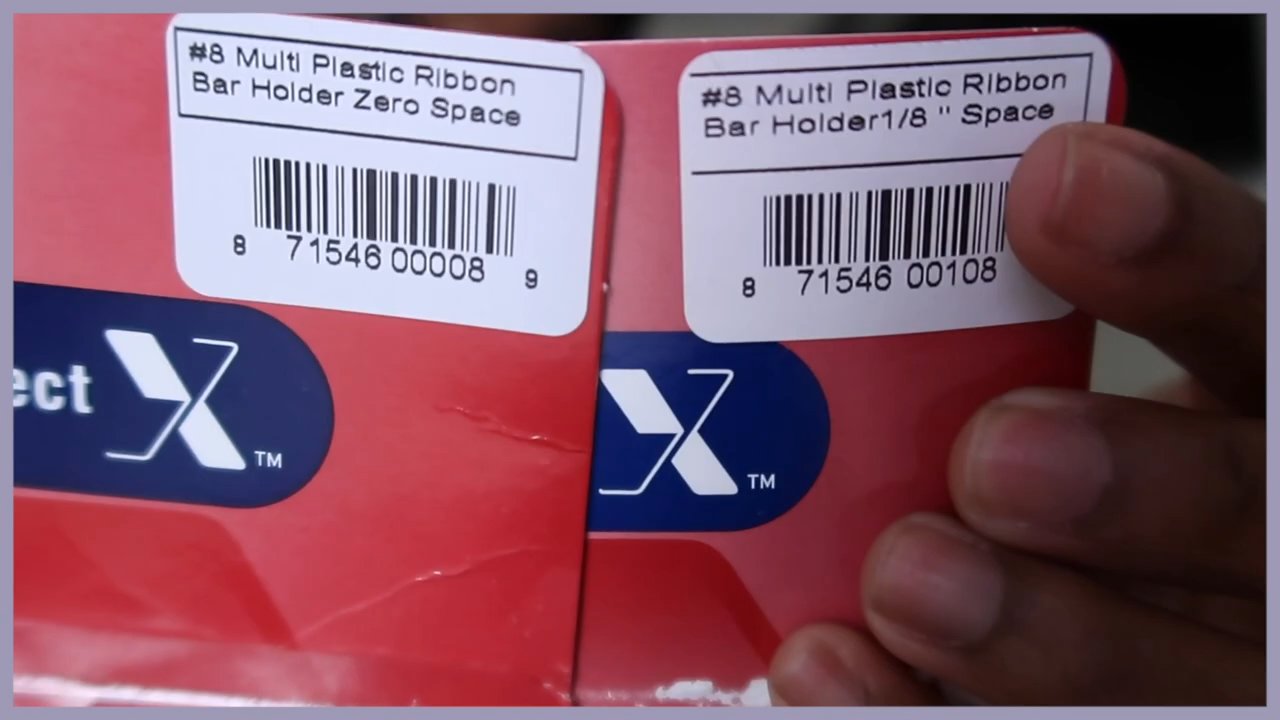 #8 Multi Plastic Ribbon
Bar Holder Zero Space
8 71546 00008 9
#8 Multi Plastic Ribbon
Bar Holder1/8 " Space
8 71546 00108
ect X TM
X TM